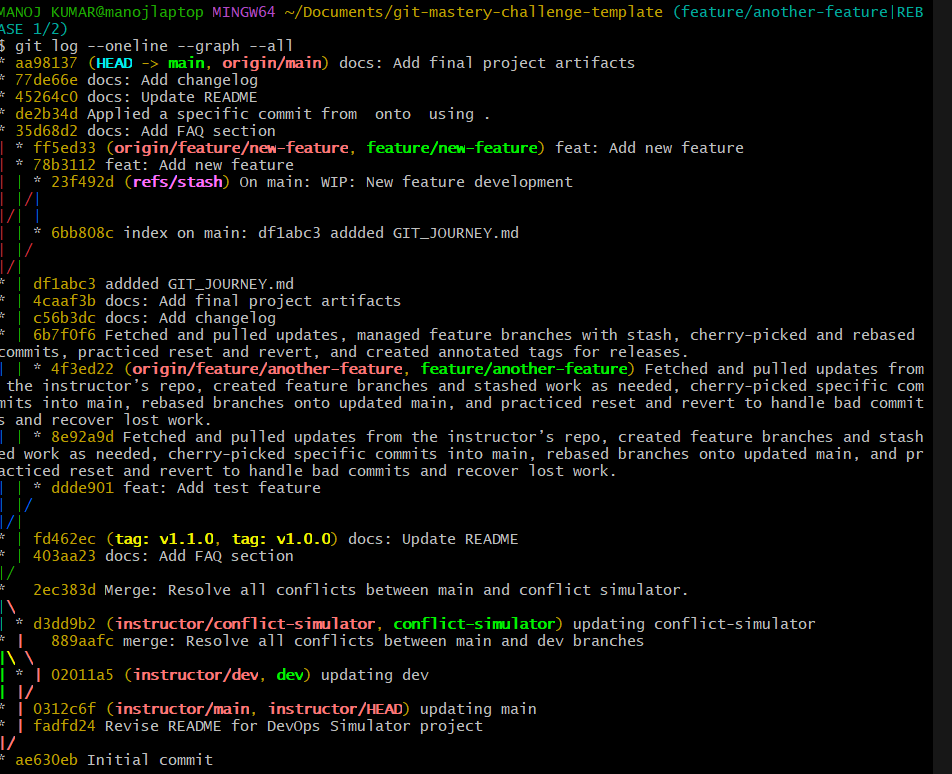 MANOJ KUMAR@manojlaptop MINGW64 ~/Documents/git-mastery-challenge-template (feature/another-feature|REB
ASE 1/2)
$ git log --oneline --graph --all
* aa98137 (HEAD -> main, origin/main) docs: Add final project artifacts
* 77de66e docs: Add changelog
* 45264c0 docs: Update README
* de2b34d Applied a specific commit from  onto  using .
* 35d68d2 docs: Add FAQ section
| * ff5ed33 (origin/feature/new-feature, feature/new-feature) feat: Add new feature
| * 78b3112 feat: Add new feature
| | * 23f492d (refs/stash) On main: WIP: New feature development
| |/|
|/| |
| | * 6bb808c index on main: df1abc3 addded GIT_JOURNEY.md
| |/
|/|
* | df1abc3 addded GIT_JOURNEY.md
* | 4caaf3b docs: Add final project artifacts
* | c56b3dc docs: Add changelog
* | 6b7f0f6 Fetched and pulled updates, managed feature branches with stash, cherry-picked and rebased
commits, practiced reset and revert, and created annotated tags for releases.
| | * 4f3ed22 (origin/feature/another-feature, feature/another-feature) Fetched and pulled updates from
 the instructor's repo, created feature branches and stashed work as needed, cherry-picked specific com
mits into main, rebased branches onto updated main, and practiced reset and revert to handle bad commit
s and recover lost work.
| | * 8e92a9d Fetched and pulled updates from the instructor's repo, created feature branches and stash
ed work as needed, cherry-picked specific commits into main, rebased branches onto updated main, and pr
acticed reset and revert to handle bad commits and recover lost work.
| | * ddde901 feat: Add test feature
| |/
|/|
* | fd462ec (tag: v1.1.0, tag: v1.0.0) docs: Update README
* | 403aa23 docs: Add FAQ section
|/
*   2ec383d Merge: Resolve all conflicts between main and conflict simulator.
|\
| * d3dd9b2 (instructor/conflict-simulator, conflict-simulator) updating conflict-simulator
* |   889aafc merge: Resolve all conflicts between main and dev branches
|\ \
| * | 02011a5 (instructor/dev, dev) updating dev
| |/
* | 0312c6f (instructor/main, instructor/HEAD) updating main
* | fadfd24 Revise README for DevOps Simulator project
|/
* ae630eb Initial commit